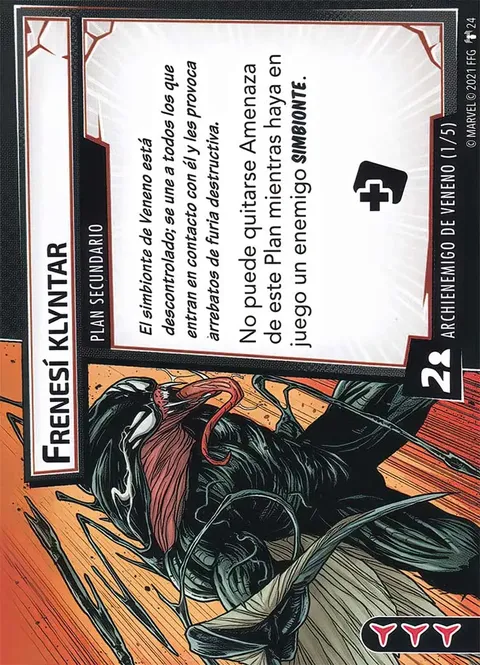 FRENESÍ KLYNTAR
PLAN SECUNDARIO
El simbionte de Veneno está
descontrolado; se une a todos los que
entran en contacto con él y les provoca
arrebatos de furia destructiva.
No puede quitarse Amenaza
de este Plan mientras haya en
juego un enemigo SIMBIONTE.
2
ARCHIENEMIGO DE VENENO (1/5)
© MARVEL © 2021 FFG 24